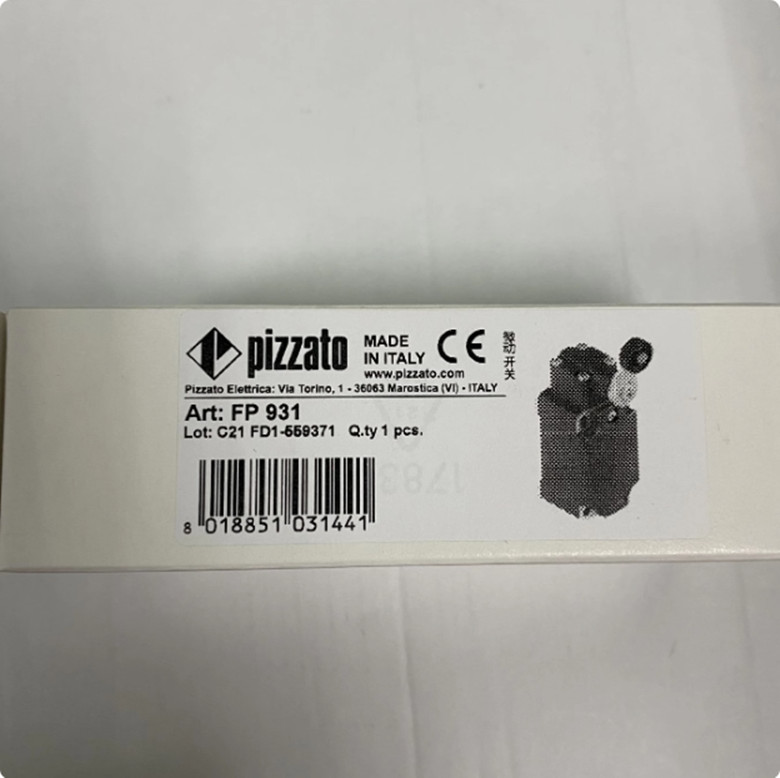 pizzato
MADE
IN ITALY
www.pizzato.com
CE
Pizzato Elettrica: Via Torino, 1 - 36063 Marostica (VI) - ITALY
Art: FP 931
Lot: C21 FD1-559371 Q.ty 1 pcs.
8 018851 031441
动开关